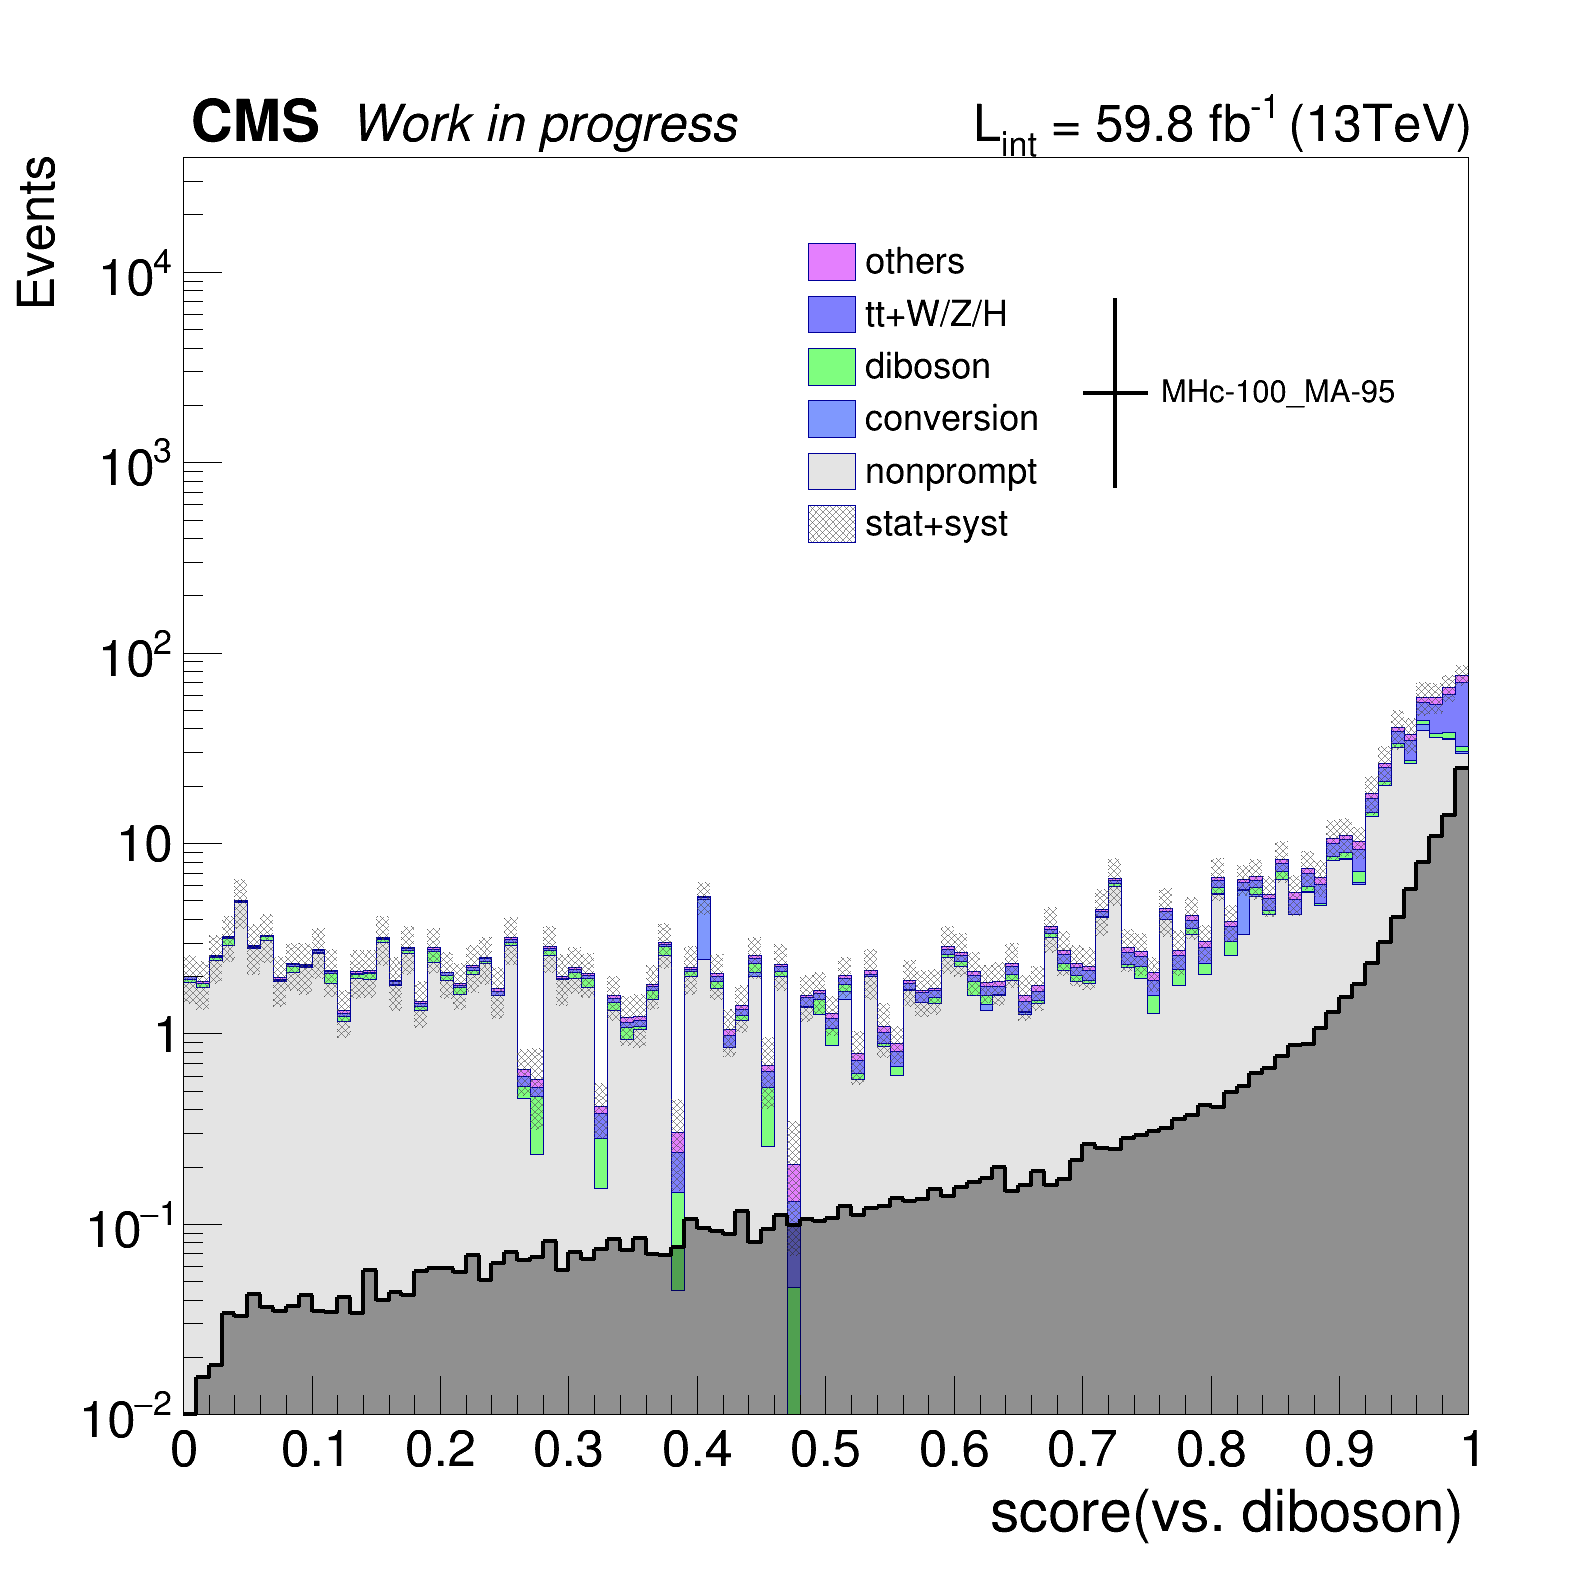 CMS Work in progress L_int = 59.8 fb^-1 (13TeV)
Events
others
tt+W/Z/H
diboson
conversion
nonprompt
stat+syst
MHc-100_MA-95
10^4
10^3
10^2
10
1
10^−1
10^−2
0 0.1 0.2 0.3 0.4 0.5 0.6 0.7 0.8 0.9 1
score(vs. diboson)